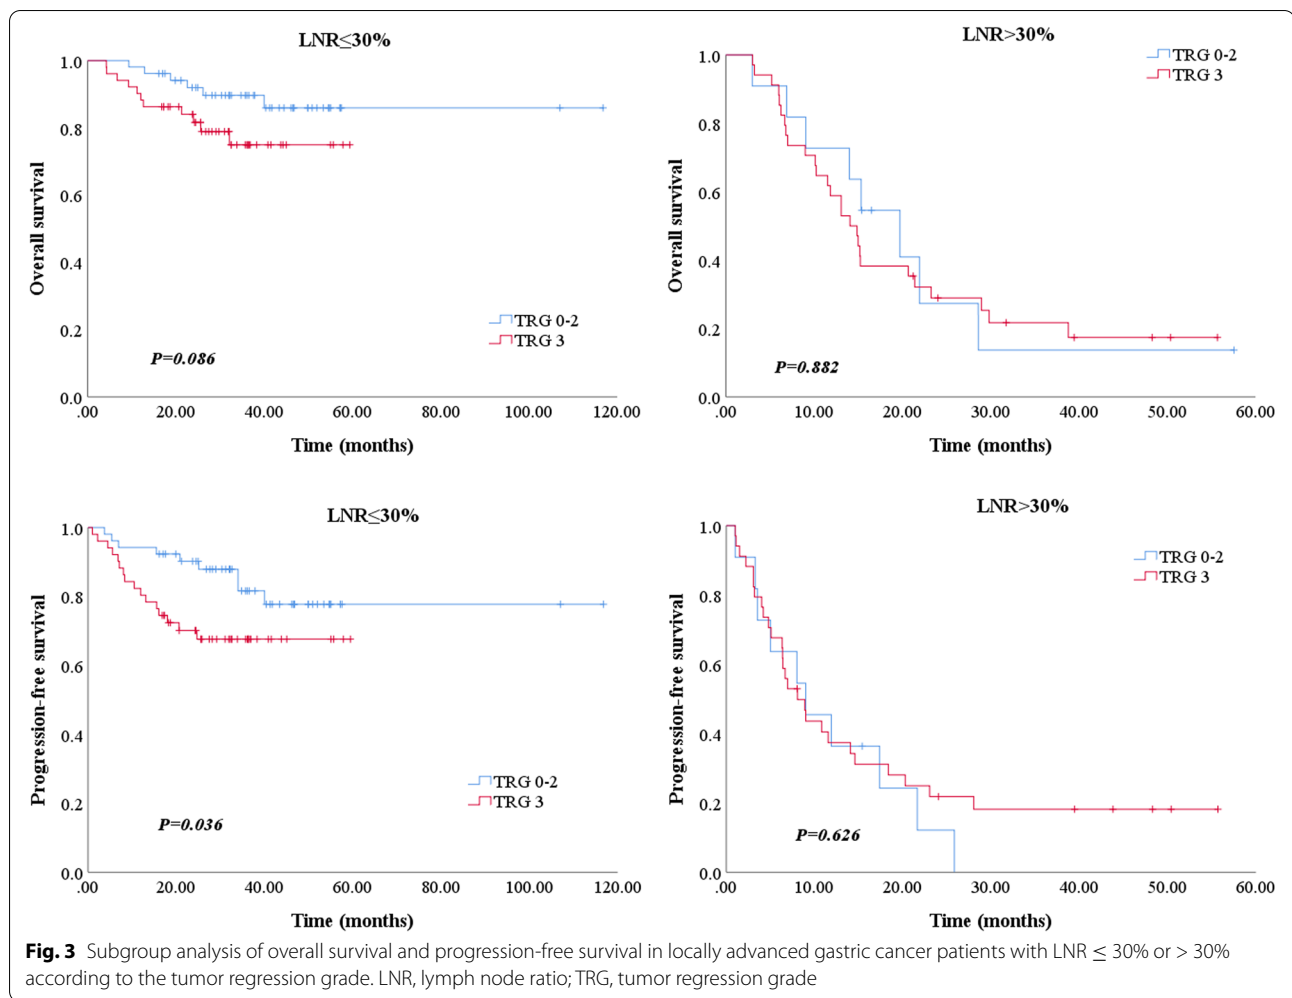 LNR≤30%
1.0
0.8
0.6
0.4
0.2
0.0
Overall survival
TRG 0-2
TRG 3
P=0.086
.00 20.00 40.00 60.00 80.00 100.00 120.00
Time (months)
LNR>30%
1.0
0.8
0.6
0.4
0.2
0.0
Overall survival
TRG 0-2
TRG 3
P=0.882
.00 10.00 20.00 30.00 40.00 50.00 60.00
Time (months)
LNR≤30%
1.0
0.8
0.6
0.4
0.2
0.0
Progression-free survival
TRG 0-2
TRG 3
P=0.036
.00 20.00 40.00 60.00 80.00 100.00 120.00
Time (months)
LNR>30%
1.0
0.8
0.6
0.4
0.2
0.0
Progression-free survival
TRG 0-2
TRG 3
P=0.626
.00 10.00 20.00 30.00 40.00 50.00 60.00
Time (months)
Fig. 3 Subgroup analysis of overall survival and progression-free survival in locally advanced gastric cancer patients with LNR ≤ 30% or > 30%
according to the tumor regression grade. LNR, lymph node ratio; TRG, tumor regression grade